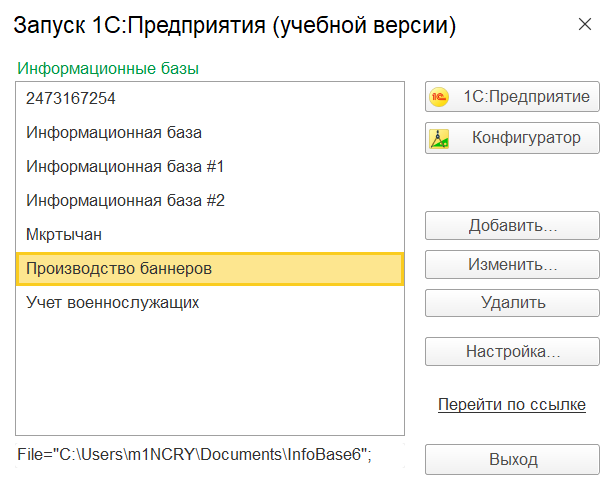 Запуск 1С:Предприятия (учебной версии)
Информационные базы
2473167254
Информационная база
Информационная база #1
Информационная база #2
Мкртычан
Производство баннеров
Учет военнослужащих
File="C:\Users\m1NCRY\Documents\InfoBase6";
1С:Предприятие
Конфигуратор
Добавить...
Изменить...
Удалить
Настройка...
Перейти по ссылке
Выход